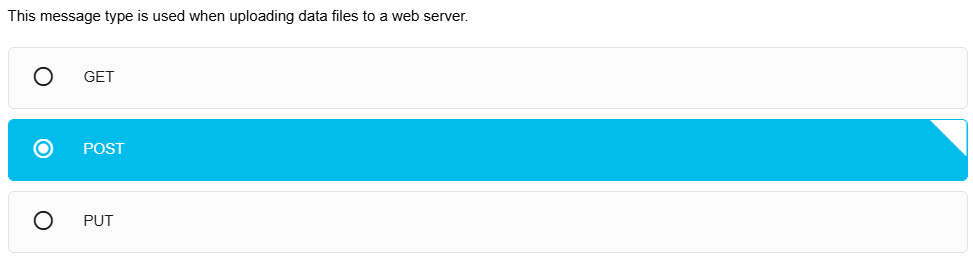 This message type is used when uploading data files to a web server.
GET
POST
PUT